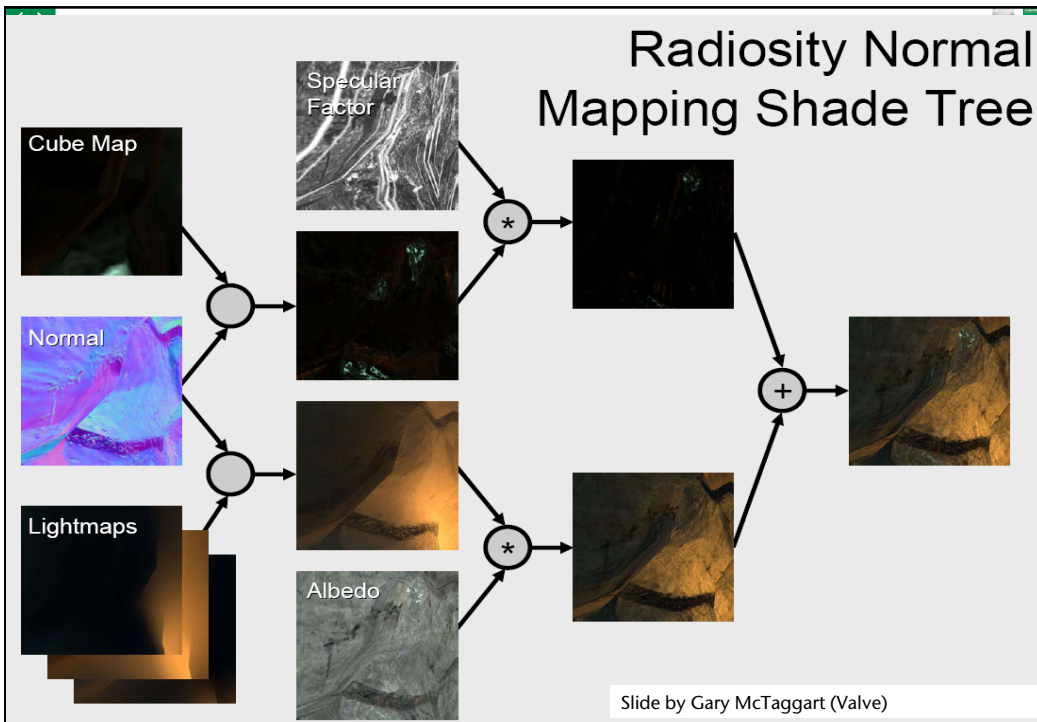 Radiosity Normal
Mapping Shade Tree
Specular
Factor
Cube Map
*
Normal
+
Lightmaps
*
Albedo
Slide by Gary McTaggart (Valve)